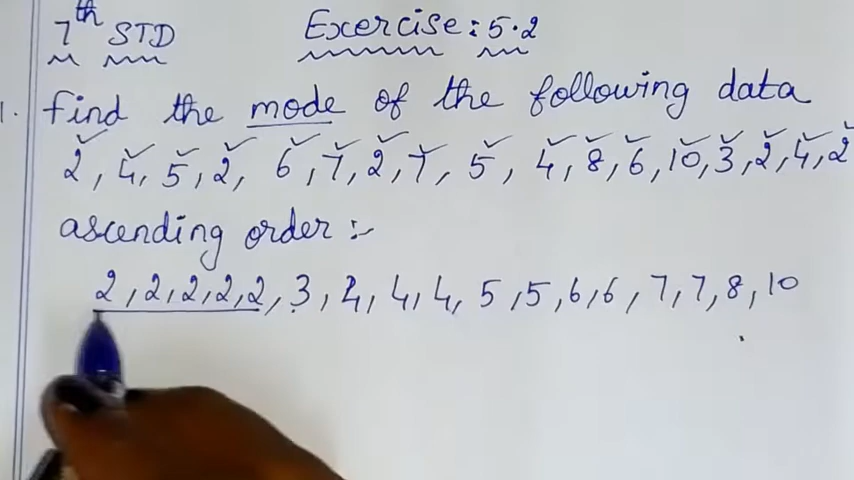 7th STD Exercise: 5.2
1. find the mode of the following data
2, 4, 5, 2, 6, 7, 2, 7, 5, 4, 8, 6, 10, 3, 2, 4, 2
ascending order :-
2, 2, 2, 2, 2, 3, 4, 4, 4, 5, 5, 6, 6, 7, 7, 8, 10